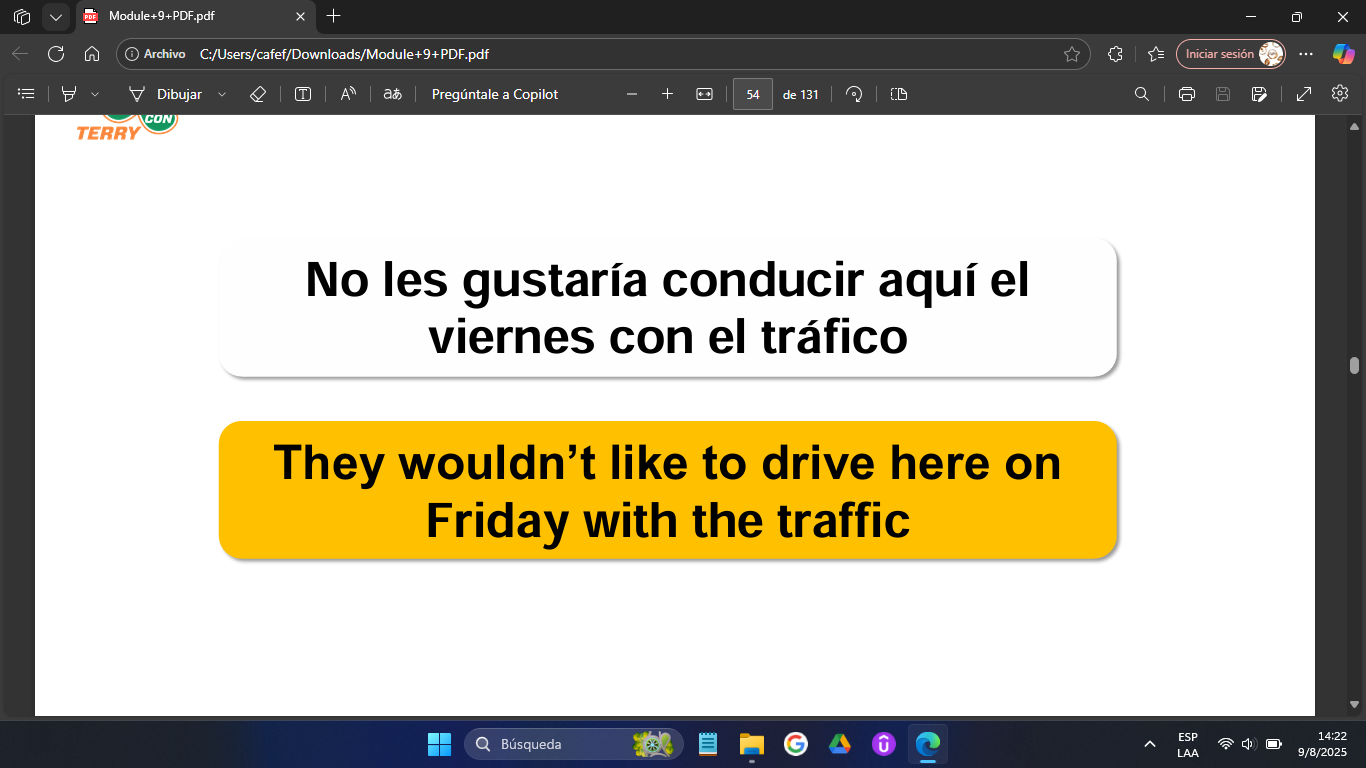 Module+9+PDF.pdf
Archivo C:/Users/cafef/Downloads/Module+9+PDF.pdf Iniciar sesión
Dibujar Pregúntale a Copilot 54 de 131
CON
TERRY
No les gustaría conducir aquí el
viernes con el tráfico
They wouldn’t like to drive here on
Friday with the traffic
Búsqueda
ESP
LAA
14:22
9/8/2025